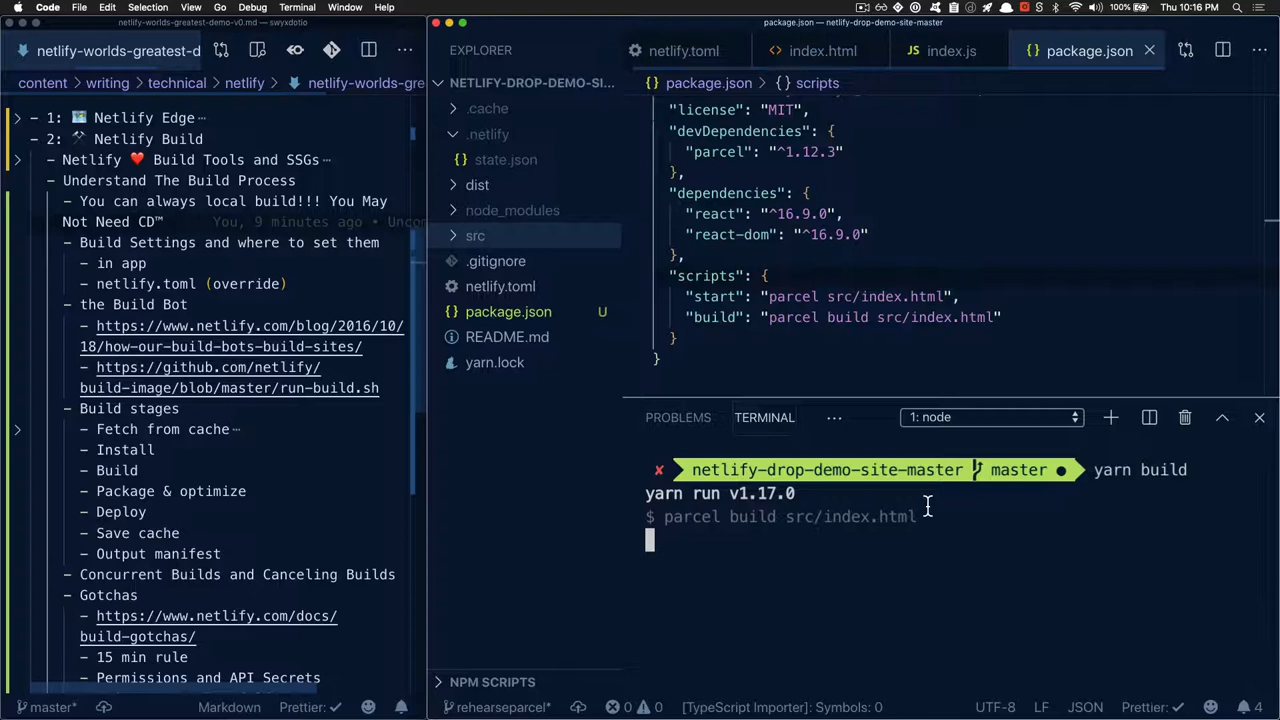 Code File Edit Selection View Go Debug Terminal Window Help
100% Thu 10:16 PM
netlify-worlds-greatest-demo-v0.md — swyxdotio
netlify-worlds-greatest-d
content › writing › technical › netlify › netlify-worlds-gre
- 1: 🗺️ Netlify Edge…
- 2: ⚒ Netlify Build
- Netlify ❤️ Build Tools and SSGs…
- Understand The Build Process
- You can always local build!!! You May
Not Need CD™ You, 9 minutes ago • Uncom
- Build Settings and where to set them
- in app
- netlify.toml (override)
- the Build Bot
- https://www.netlify.com/blog/2016/10/
18/how-our-build-bots-build-sites/
- https://github.com/netlify/
build-image/blob/master/run-build.sh
- Build stages
- Fetch from cache…
- Install
- Build
- Package & optimize
- Deploy
- Save cache
- Output manifest
- Concurrent Builds and Canceling Builds
- Gotchas
- https://www.netlify.com/docs/
build-gotchas/
- 15 min rule
- Permissions and API Secrets
master* Markdown Prettier: ✓
package.json — netlify-drop-demo-site-master
EXPLORER
NETLIFY-DROP-DEMO-SI...
.cache
.netlify
{} state.json
dist
node_modules
src
.gitignore
netlify.toml
{} package.json U
README.md
yarn.lock
NPM SCRIPTS
netlify.toml <> index.html JS index.js {} package.json
{} package.json › {} scripts
"license": "MIT",
"devDependencies": {
"parcel": "^1.12.3"
},
"dependencies": {
"react": "^16.9.0",
"react-dom": "^16.9.0"
},
"scripts": {
"start": "parcel src/index.html",
"build": "parcel build src/index.html"
}
}
PROBLEMS TERMINAL ... 1: node
✘ netlify-drop-demo-site-master master ● yarn build
yarn run v1.17.0
$ parcel build src/index.html
rehearseparcel* 0 0 [TypeScript Importer]: Symbols: 0 UTF-8 LF JSON Prettier: ✓ 4